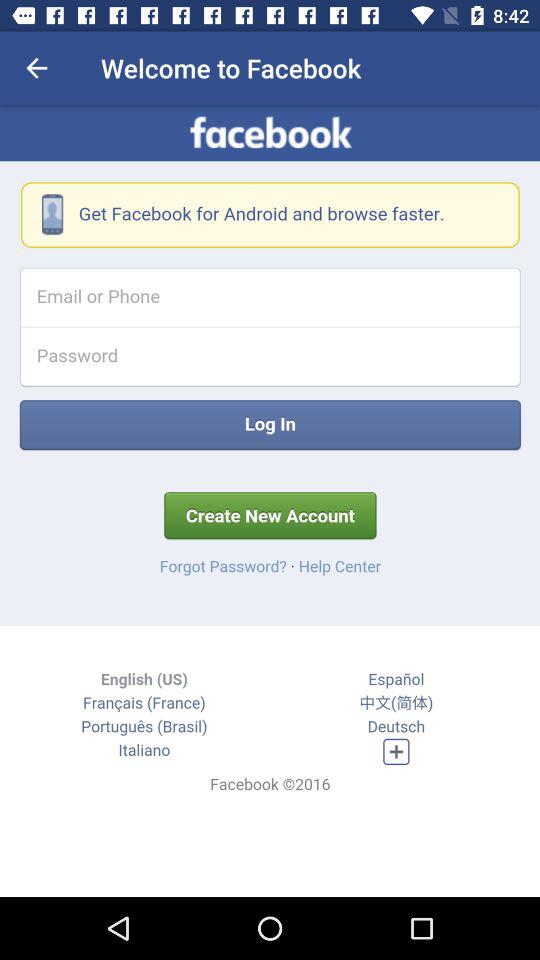 8:42
Welcome to Facebook
facebook
Get Facebook for Android and browse faster.
Email or Phone
Password
Log In
Create New Account
Forgot Password? · Help Center
English (US) Español
Français (France) 中文(简体)
Português (Brasil) Deutsch
Italiano
Facebook ©2016